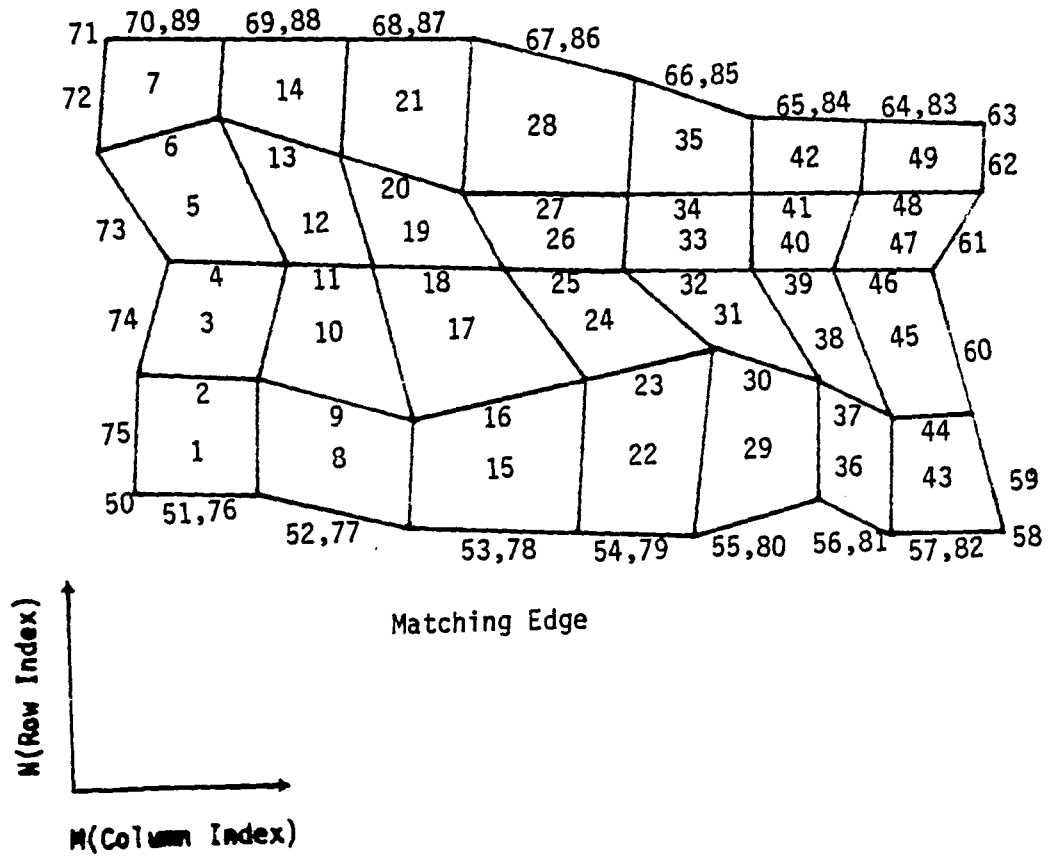 70,89 69,88 68,87
71 67,86
66,85
65,84 64,83 63
72 7 14 21 28 35 42 49 62
6 13 20
5 12 19 27 34 41 48
73 26 33 40 47 61
4 11 18 25 32 39 46
74 3 10 17 24 31 38 45 60
2 9 16 23 30 37 44
75 1 8 15 22 29 36 43 59
50 51,76 52,77 53,78 54,79 55,80 56,81 57,82 58
Matching Edge
N(Row Index)
M(Column Index)